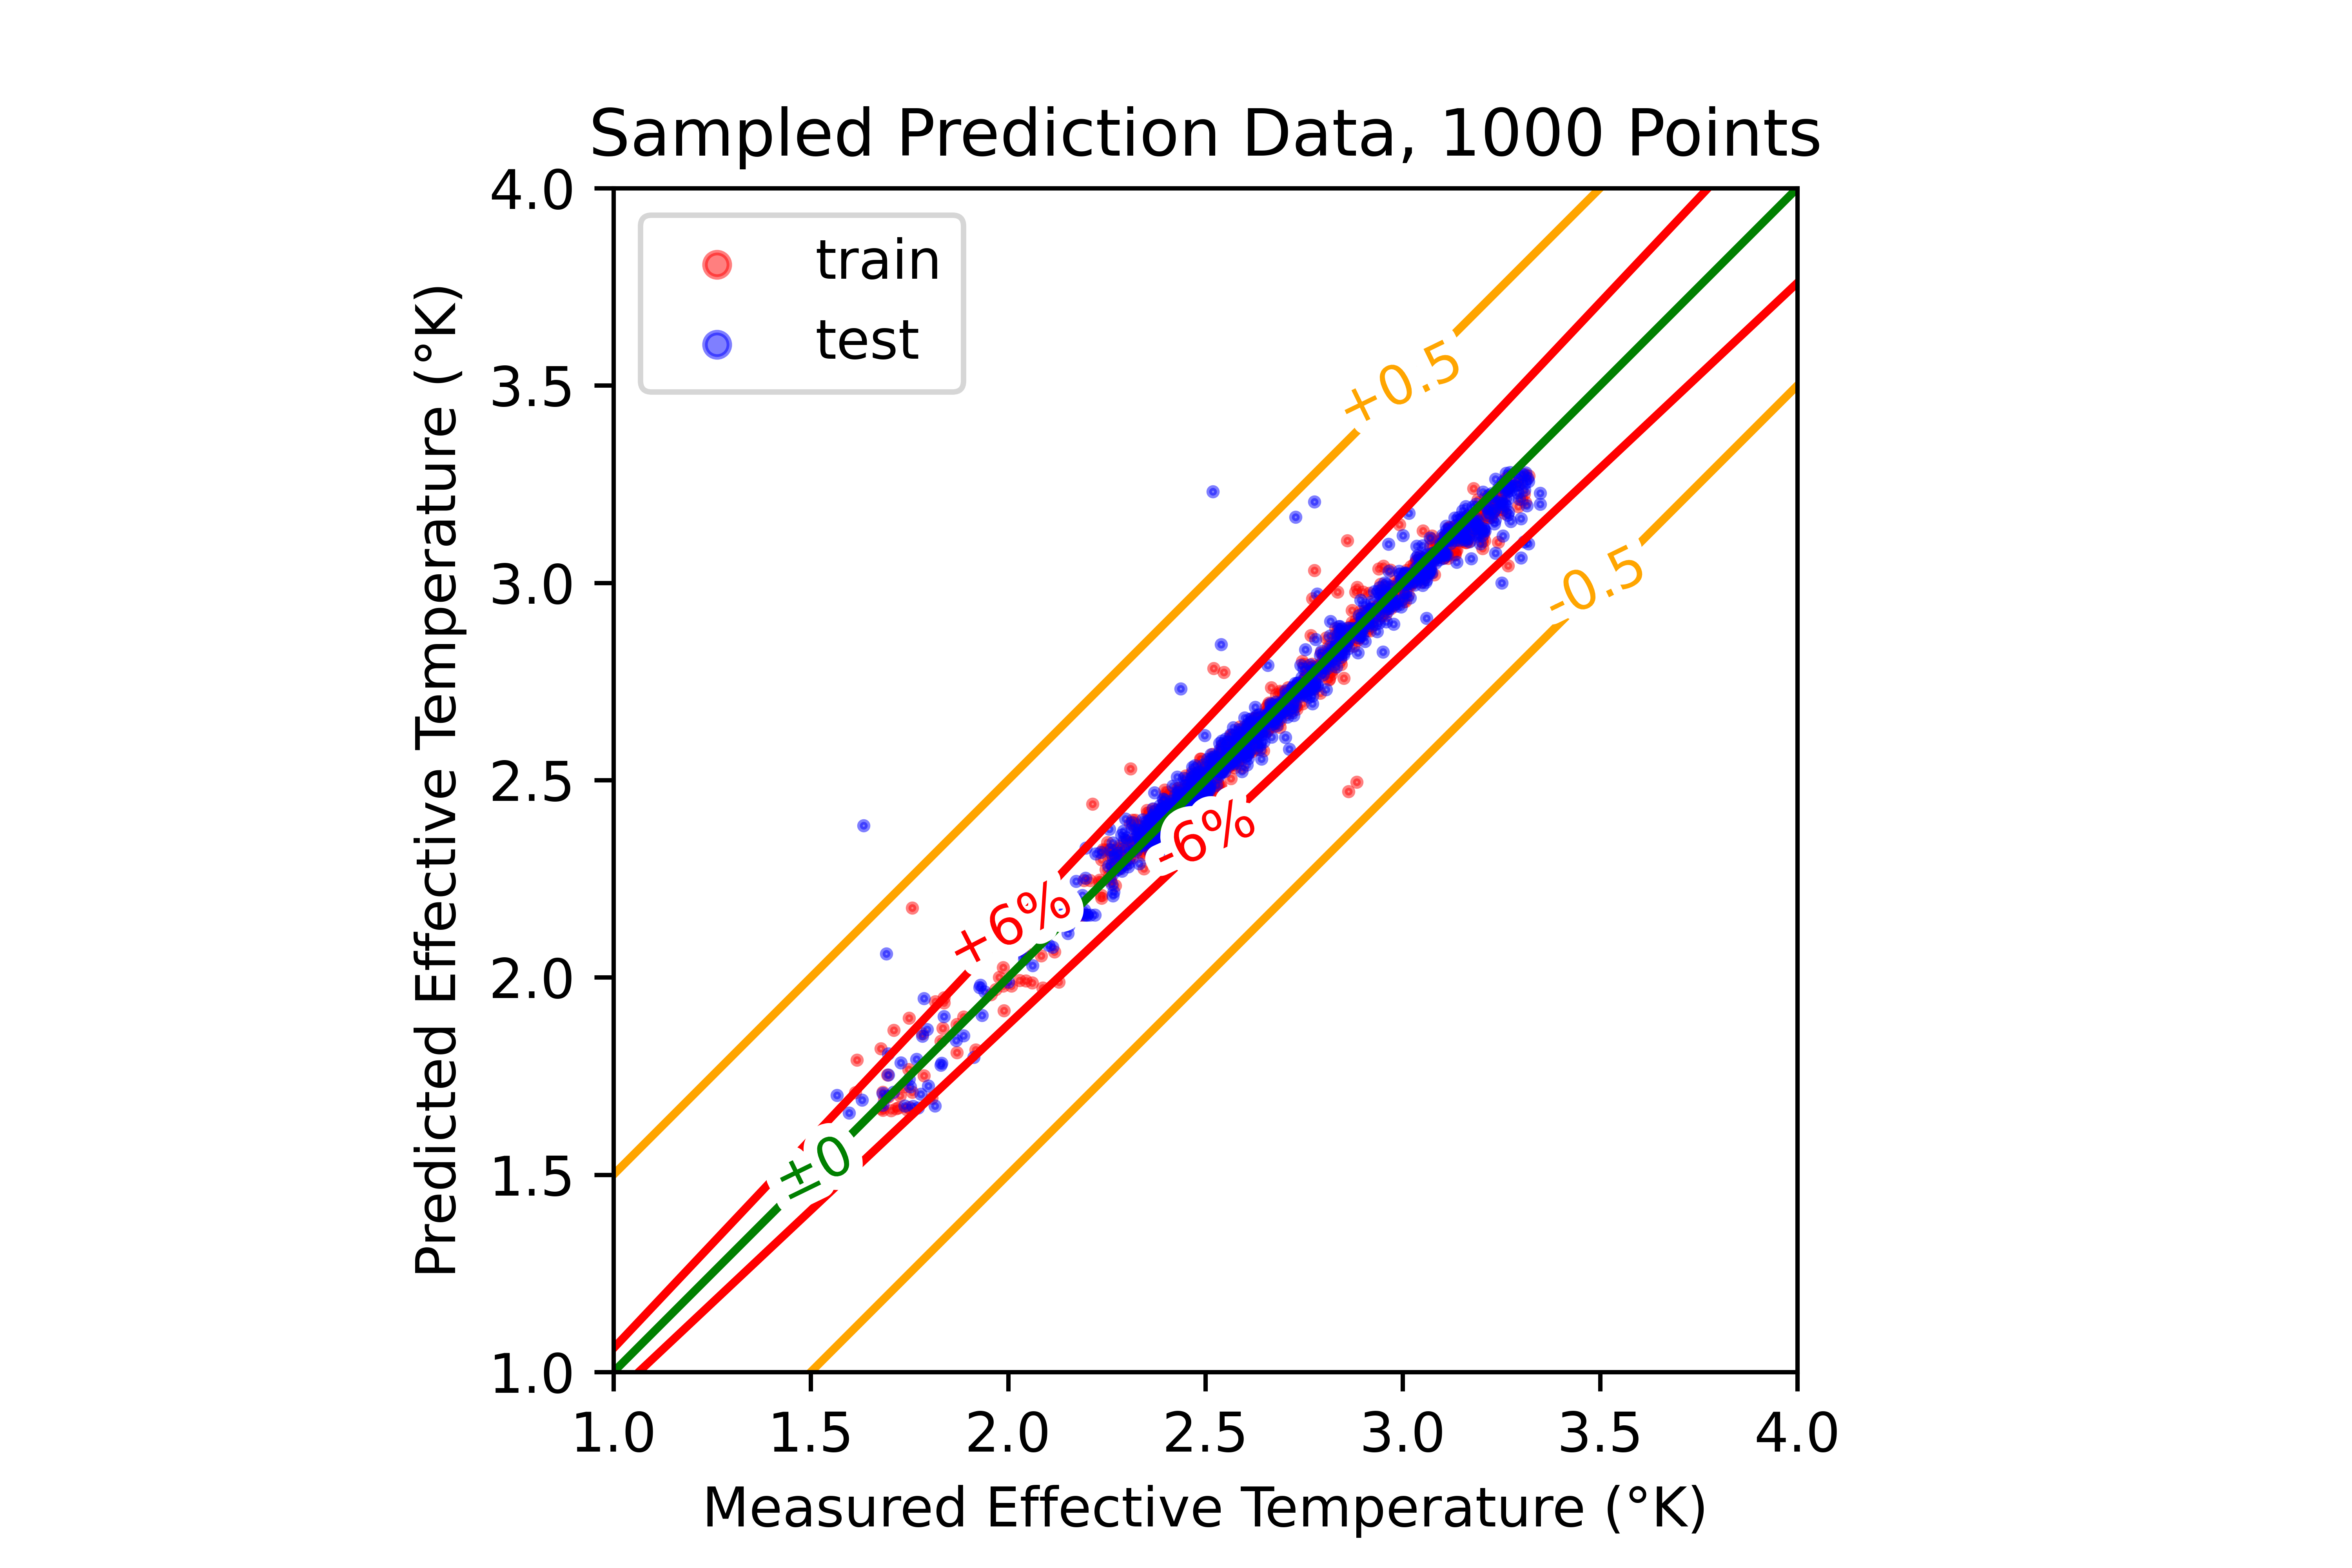 Sampled Prediction Data, 1000 Points
train
test
4.0
3.5
3.0
2.5
2.0
1.5
1.0
Predicted Effective Temperature (°K)
+0.5
-0.5
-6%
+6%
±0
1.0 1.5 2.0 2.5 3.0 3.5 4.0
Measured Effective Temperature (°K)